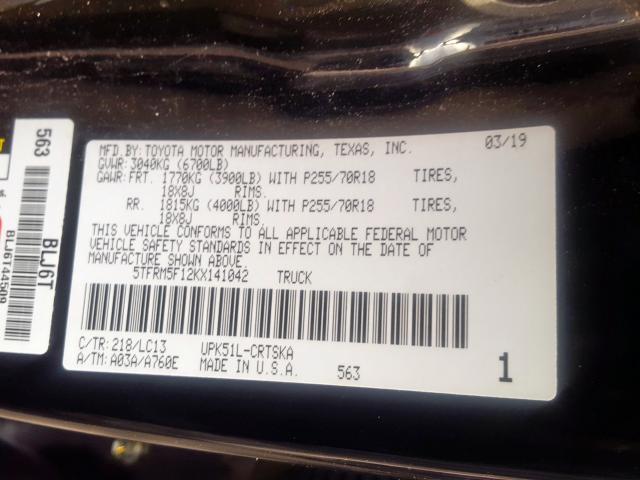 MFD.BY:TOYOTA MOTOR MANUFACTURING, TEXAS, INC. 03/19
GVWR:3040KG (6700LB)
GAWR:FRT. 1770KG (3900LB) WITH P255/70R18 TIRES,
18X8J RIMS.
RR. 1815KG (4000LB) WITH P255/70R18 TIRES,
18X8J RIMS.
THIS VEHICLE CONFORMS TO ALL APPLICABLE FEDERAL MOTOR
VEHICLE SAFETY STANDARDS IN EFFECT ON THE DATE OF
MANUFACTURE SHOWN ABOVE.
5TFRM5F12KX141042 TRUCK
C/TR:218/LC13 UPK51L-CRTSKA
A/TM:A03A/A760E MADE IN U.S.A. 563 1
563
BLJ6T
BLJ6T44509